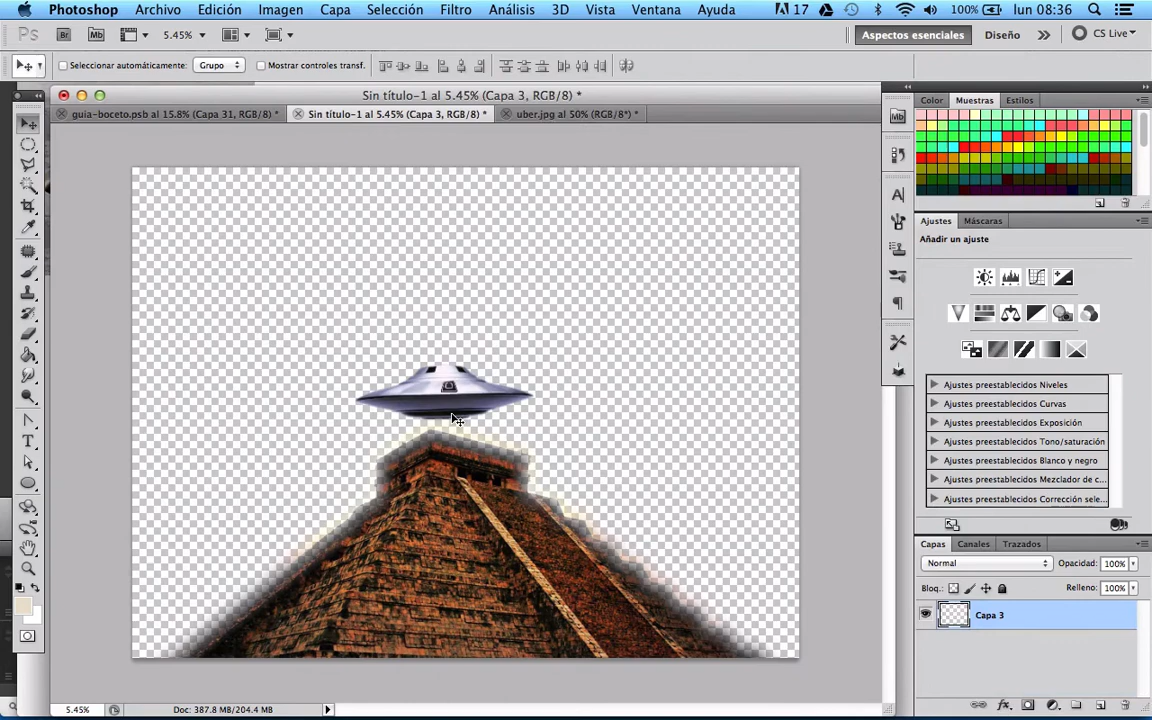 Photoshop Archivo Edición Imagen Capa Selección Filtro Análisis 3D Vista Ventana Ayuda 17 100% lun 08:36
Ps Br Mb 5.45% Aspectos esenciales Diseño CS Live
Seleccionar automáticamente: Grupo Mostrar controles transf.
Sin título-1 al 5.45% (Capa 3, RGB/8) *
guia-boceto.psb al 15.8% (Capa 31, RGB/8) * Sin título-1 al 5.45% (Capa 3, RGB/8) * uber.jpg al 50% (RGB/8*) *
Color Muestras Estilos
Mb
Ajustes Máscaras
Añadir un ajuste
Ajustes preestablecidos Niveles
Ajustes preestablecidos Curvas
Ajustes preestablecidos Exposición
Ajustes preestablecidos Tono/saturación
Ajustes preestablecidos Blanco y negro
Ajustes preestablecidos Mezclador de c...
Ajustes preestablecidos Corrección sele...
Capas Canales Trazados
Normal Opacidad: 100%
Bloq.: Relleno: 100%
Capa 3
5.45% Doc: 387.8 MB/204.4 MB